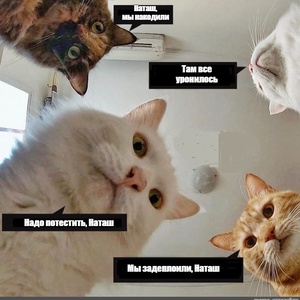 Наташ,
мы накодили
Там все
уронилось
Надо потестить, Наташ
Мы задеплоили, Наташ